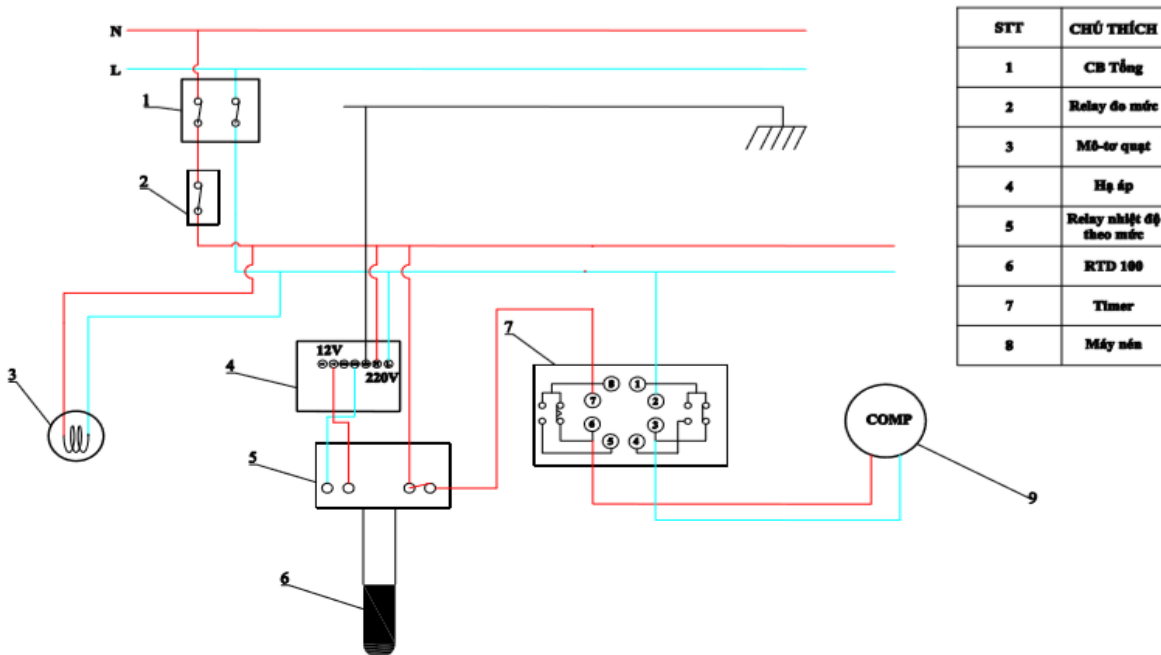 N
L
1
2
3
4
12V
220V
5
6
7
8
1
7
2
6
3
5
4
COMP
9
STT CHÚ THÍCH
1 CB Tổng
2 Relay đo mức
3 Mô-tơ quạt
4 Hạ áp
5 Relay nhiệt độ
theo mức
6 RTD 100
7 Timer
8 Máy nén